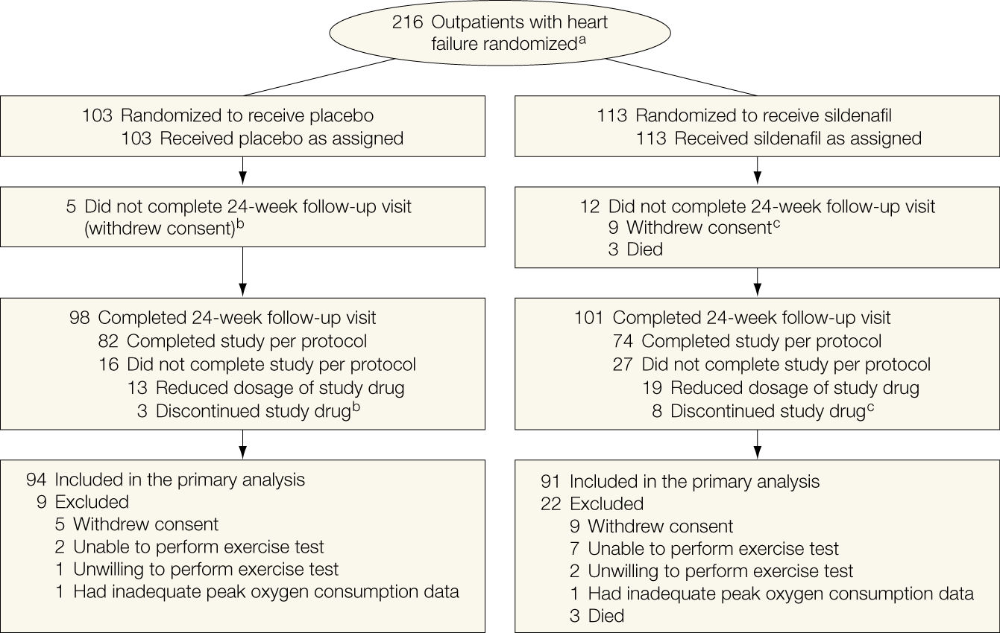 216 Outpatients with heart
failure randomizedᵃ
103 Randomized to receive placebo
103 Received placebo as assigned
113 Randomized to receive sildenafil
113 Received sildenafil as assigned
5 Did not complete 24-week follow-up visit
(withdrew consent)ᵇ
12 Did not complete 24-week follow-up visit
9 Withdrew consentᶜ
3 Died
98 Completed 24-week follow-up visit
82 Completed study per protocol
16 Did not complete study per protocol
13 Reduced dosage of study drug
3 Discontinued study drugᵇ
101 Completed 24-week follow-up visit
74 Completed study per protocol
27 Did not complete study per protocol
19 Reduced dosage of study drug
8 Discontinued study drugᶜ
94 Included in the primary analysis
9 Excluded
5 Withdrew consent
2 Unable to perform exercise test
1 Unwilling to perform exercise test
1 Had inadequate peak oxygen consumption data
91 Included in the primary analysis
22 Excluded
9 Withdrew consent
7 Unable to perform exercise test
2 Unwilling to perform exercise test
1 Had inadequate peak oxygen consumption data
3 Died